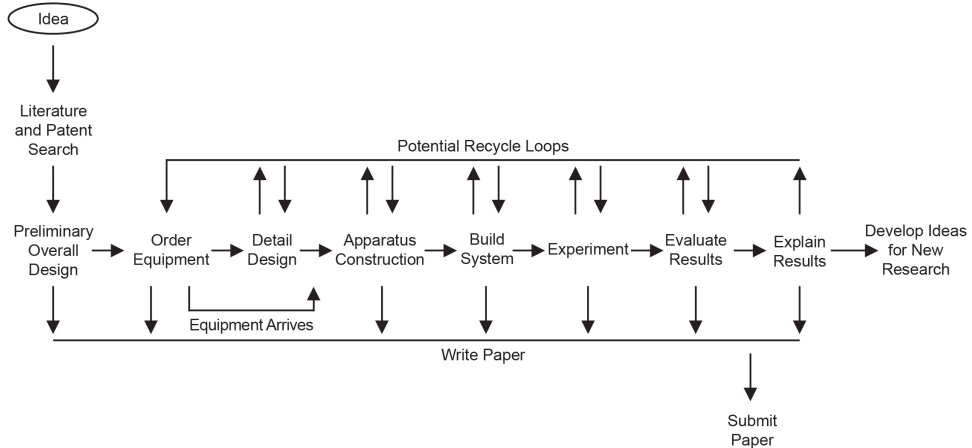 Idea
Literature
and Patent
Search
Potential Recycle Loops
Preliminary
Overall
Design
Order
Equipment
Detail
Design
Apparatus
Construction
Build
System
Experiment
Evaluate
Results
Explain
Results
Develop Ideas
for New
Research
Equipment Arrives
Write Paper
Submit
Paper